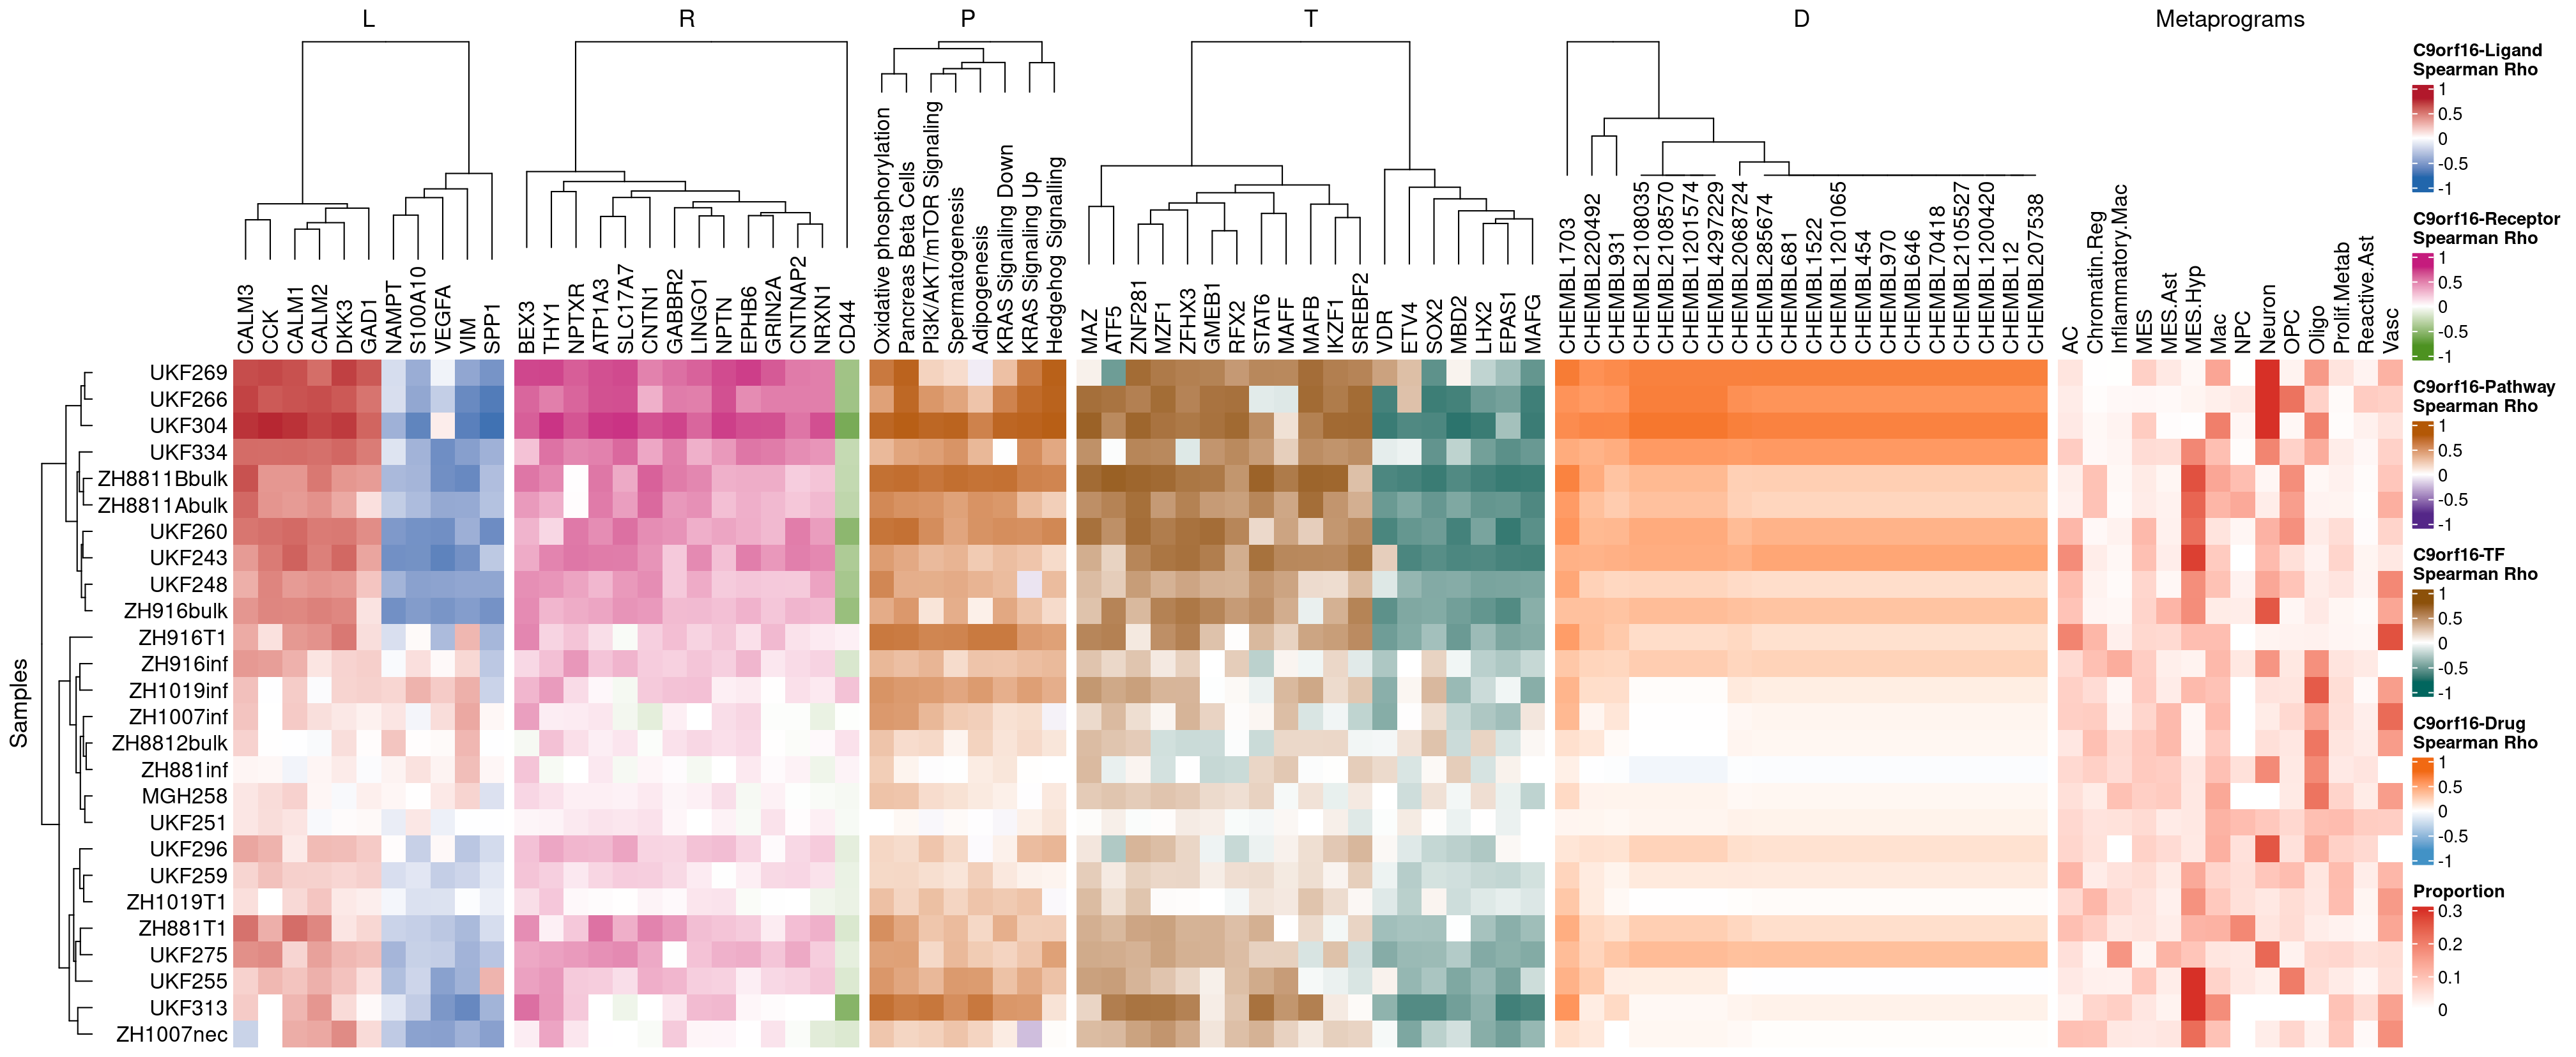 L
R
P
T
D
Metaprograms
CALM3
CCK
CALM1
CALM2
DKK3
GAD1
NAMPT
S100A10
VEGFA
VIM
SPP1
BEX3
THY1
NPTXR
ATP1A3
SLC17A7
CNTN1
GABBR2
LINGO1
NPTN
EPHB6
GRIN2A
CNTNAP2
NRXN1
CD44
Oxidative phosphorylation
Pancreas Beta Cells
PI3K/AKT/mTOR Signaling
Spermatogenesis
Adipogenesis
KRAS Signaling Down
KRAS Signaling Up
Hedgehog Signalling
MAZ
ATF5
ZNF281
MZF1
ZFHX3
GMEB1
RFX2
STAT6
MAFF
MAFB
IKZF1
SREBF2
VDR
ETV4
SOX2
MBD2
LHX2
EPAS1
MAFG
CHEMBL1703
CHEMBL220492
CHEMBL931
CHEMBL2108035
CHEMBL2108570
CHEMBL1201574
CHEMBL4297229
CHEMBL2068724
CHEMBL285674
CHEMBL681
CHEMBL1522
CHEMBL1201065
CHEMBL454
CHEMBL970
CHEMBL646
CHEMBL70418
CHEMBL2105527
CHEMBL1200420
CHEMBL12
CHEMBL207538
AC
Chromatin.Reg
Inflammatory.Mac
MES
MES.Ast
MES.Hyp
Mac
NPC
Neuron
OPC
Oligo
Prolif.Metab
Reactive.Ast
Vasc
Samples
UKF269
UKF266
UKF304
UKF334
ZH8811Bbulk
ZH8811Abulk
UKF260
UKF243
UKF248
ZH916bulk
ZH916T1
ZH916inf
ZH1019inf
ZH1007inf
ZH8812bulk
ZH881inf
MGH258
UKF251
UKF296
UKF259
ZH1019T1
ZH881T1
UKF275
UKF255
UKF313
ZH1007nec
C9orf16-Ligand
Spearman Rho
1
0.5
0
-0.5
-1
C9orf16-Receptor
Spearman Rho
1
0.5
0
-0.5
-1
C9orf16-Pathway
Spearman Rho
1
0.5
0
-0.5
-1
C9orf16-TF
Spearman Rho
1
0.5
0
-0.5
-1
C9orf16-Drug
Spearman Rho
1
0.5
0
-0.5
-1
Proportion
0.3
0.2
0.1
0